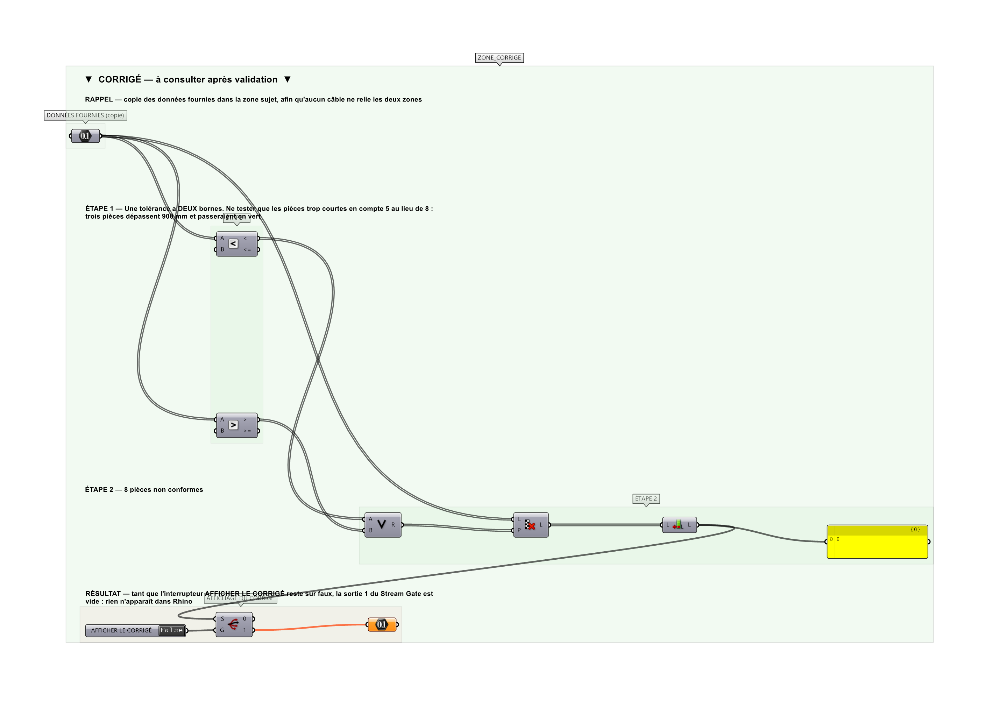 ZONE_CORRIGE
▼ CORRIGÉ — à consulter après validation ▼
RAPPEL — copie des données fournies dans la zone sujet, afin qu'aucun câble ne relie les deux zones
DONNÉES FOURNIES (copie)
0.1
ÉTAPE 1 — Une tolérance a DEUX bornes. Ne tester que les pièces trop courtes en compte 5 au lieu de 8 :
trois pièces dépassent 900 mm et passeraient en vert
ÉTAPE 1
A < <
B <=
A > >
B >=
ÉTAPE 2 — 8 pièces non conformes
ÉTAPE 2
A R
B
L L
P
L L L
{0}
0 8
RÉSULTAT — tant que l'interrupteur AFFICHER LE CORRIGÉ reste sur faux, la sortie 1 du Stream Gate est
vide : rien n'apparaît dans Rhino
AFFICHAGE DU CORRIGÉ
AFFICHER LE CORRIGÉ False
S 0
G 1
0.1